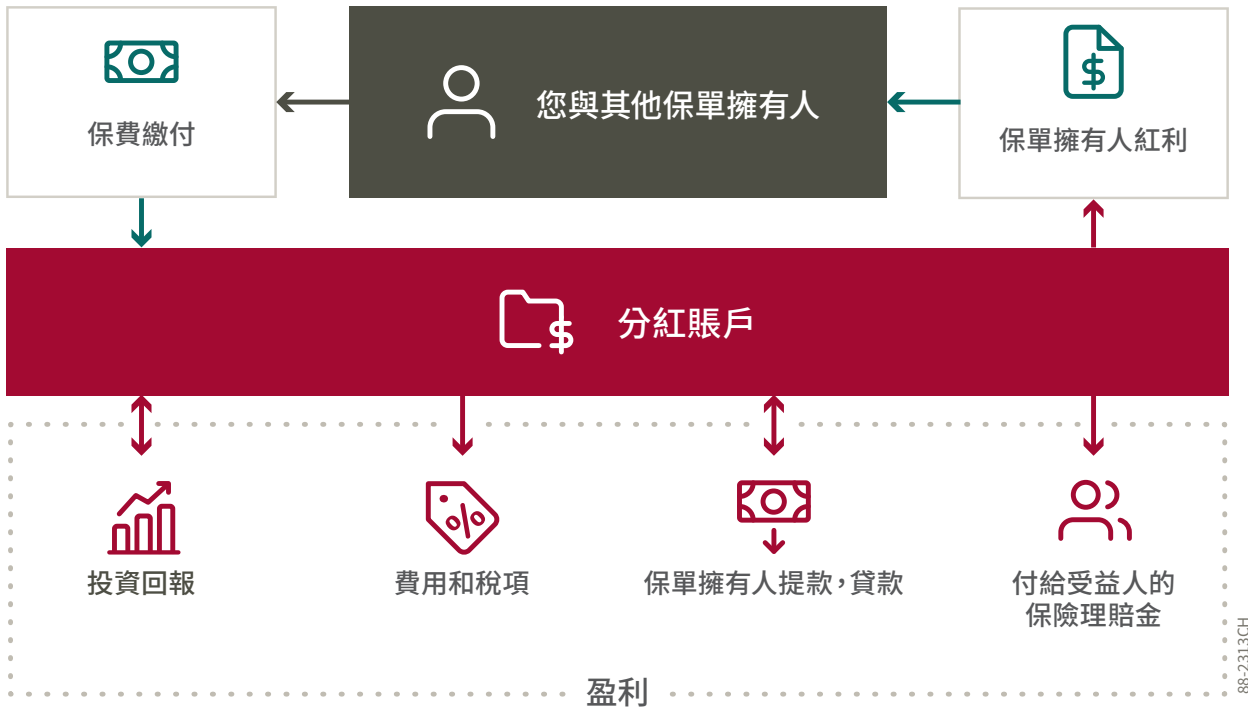 保費繳付
您與其他保單擁有人
保單擁有人紅利
分紅賬戶
投資回報
費用和稅項
保單擁有人提款，貸款
付給受益人的
保險理賠金
盈利
88-2313CH